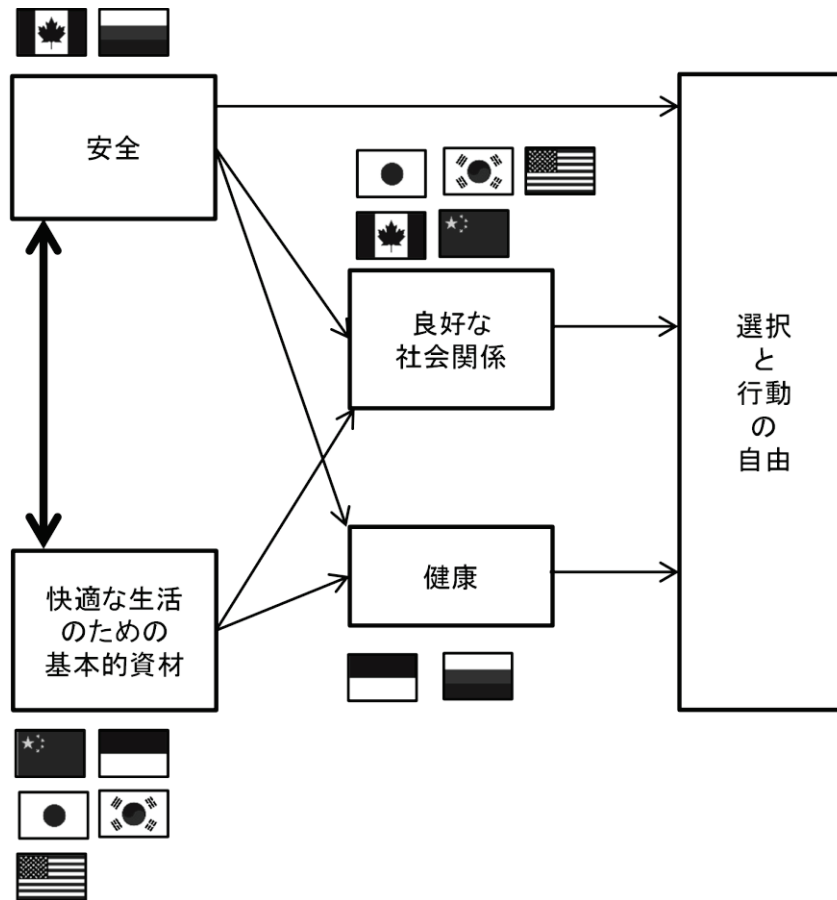 安全
良好な
社会関係
選択
と
行動
の
自由
健康
快適な生活
のための
基本的資材